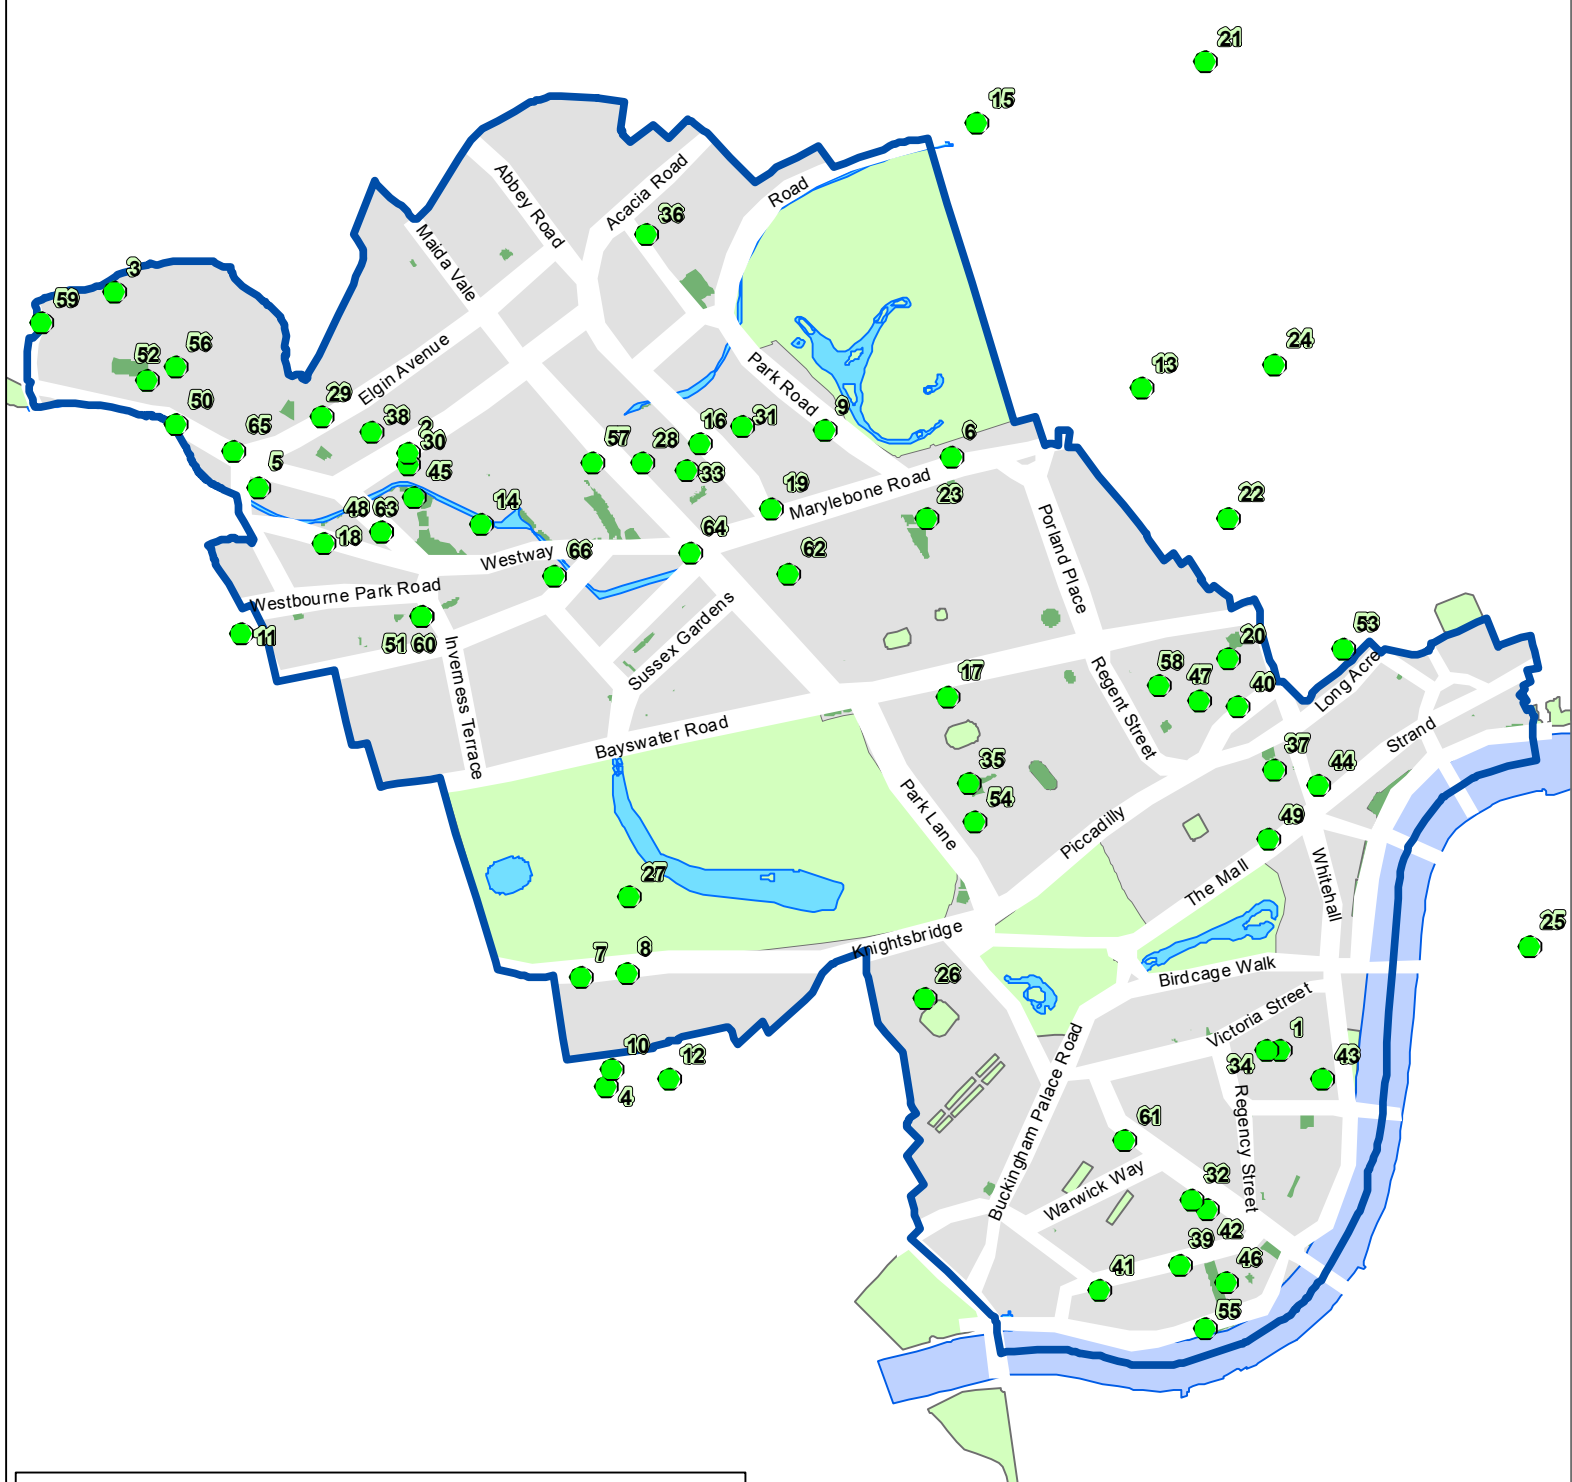 21
15
Abbey Road
Acacia Road
Road
36
Maida Vale
3
59
56
52
24
13
Elgin Avenue
Park Road
50
29
38
2
30
65
5
45
57
28
16
31
9
33
6
19
Marylebone Road
23
22
48
63
14
18
64
Porland Place
Westway
66
62
Westbourne Park Road
11
51
60
Inverness Terrace
Sussex Gardens
17
20
53
58
47
40
Regent Street
Long Acre
Bayswater Road
37
44
Strand
35
54
Park Lane
Piccadilly
49
The Mall
Whitehall
27
25
7
8
Knightsbridge
Birdcage Walk
26
Victoria Street
10
12
4
1
34
43
Buckingham Palace Road
Regency Street
61
Warwick Way
32
42
39
41
46
55